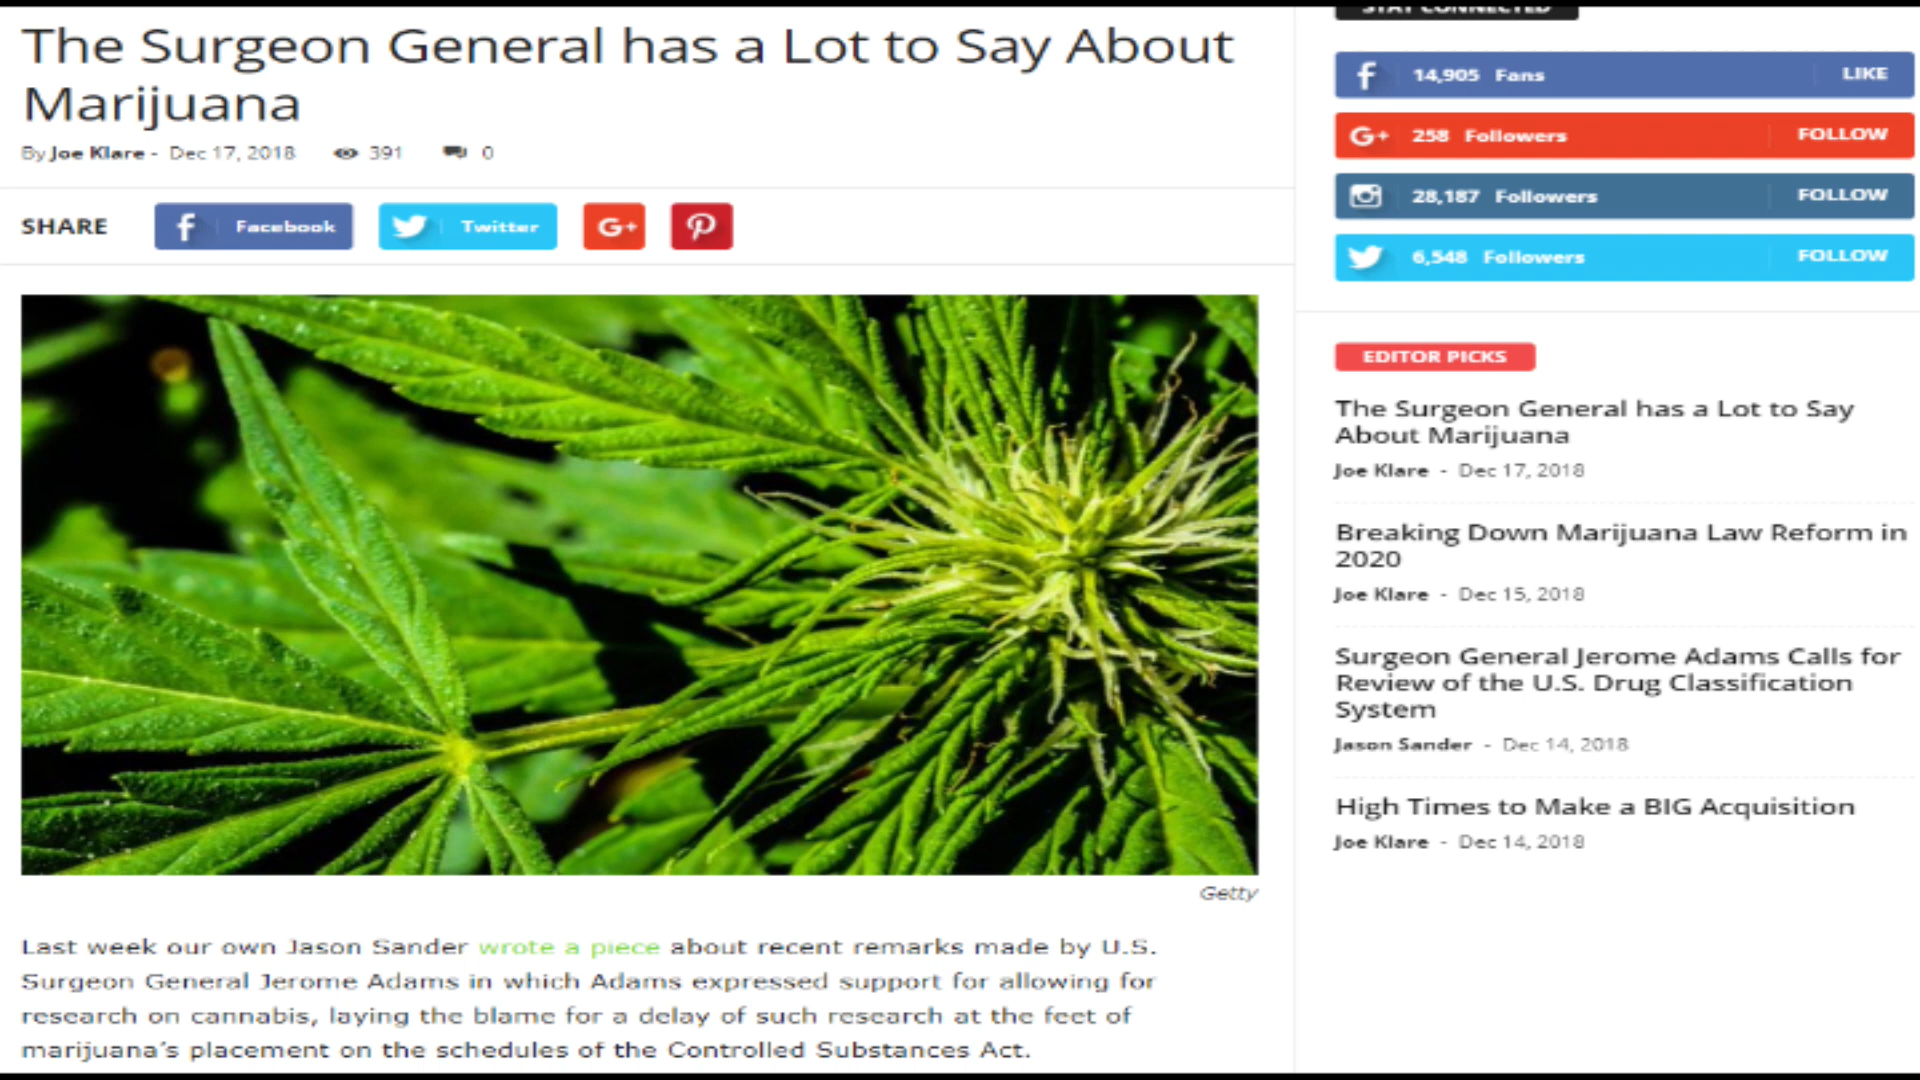 The Surgeon General has a Lot to Say About
Marijuana
By Joe Klare - Dec 17, 2018 391 0
SHARE Facebook Twitter G+
Getty
Last week our own Jason Sander wrote a piece about recent remarks made by U.S.
Surgeon General Jerome Adams in which Adams expressed support for allowing for
research on cannabis, laying the blame for a delay of such research at the feet of
marijuana's placement on the schedules of the Controlled Substances Act.
STAY CONNECTED
14,905 Fans LIKE
G+ 258 Followers FOLLOW
28,187 Followers FOLLOW
6,548 Followers FOLLOW
EDITOR PICKS
The Surgeon General has a Lot to Say
About Marijuana
Joe Klare - Dec 17, 2018
Breaking Down Marijuana Law Reform in
2020
Joe Klare - Dec 15, 2018
Surgeon General Jerome Adams Calls for
Review of the U.S. Drug Classification
System
Jason Sander - Dec 14, 2018
High Times to Make a BIG Acquisition
Joe Klare - Dec 14, 2018